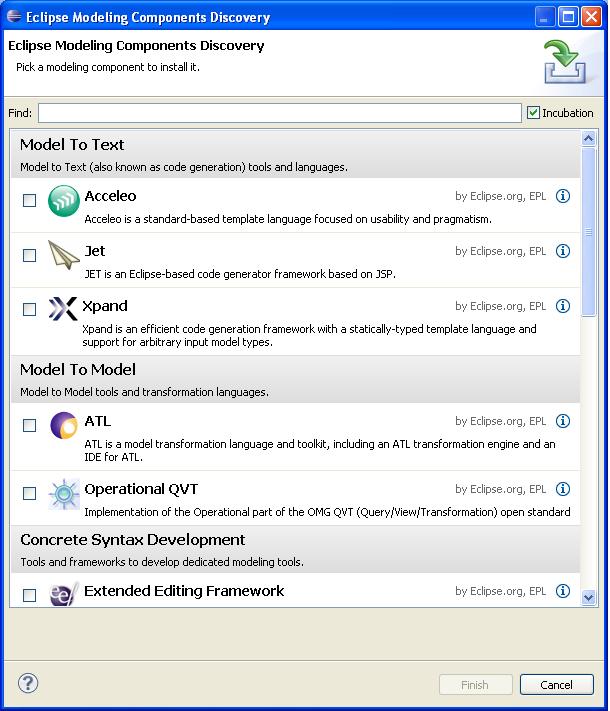 Eclipse Modeling Components Discovery
Eclipse Modeling Components Discovery
Pick a modeling component to install it.
Find:
Incubation
Model To Text
Model to Text (also known as code generation) tools and languages.
Acceleo
by Eclipse.org, EPL
Acceleo is a standard-based template language focused on usability and pragmatism.
Jet
by Eclipse.org, EPL
JET is an Eclipse-based code generator framework based on JSP.
Xpand
by Eclipse.org, EPL
Xpand is an efficient code generation framework with a statically-typed template language and
support for arbitrary input model types.
Model To Model
Model to Model tools and transformation languages.
ATL
by Eclipse.org, EPL
ATL is a model transformation language and toolkit, including an ATL transformation engine and an
IDE for ATL.
Operational QVT
by Eclipse.org, EPL
Implementation of the Operational part of the OMG QVT (Query/View/Transformation) open standard
Concrete Syntax Development
Tools and frameworks to develop dedicated modeling tools.
Extended Editing Framework
by Eclipse.org, EPL
Finish
Cancel